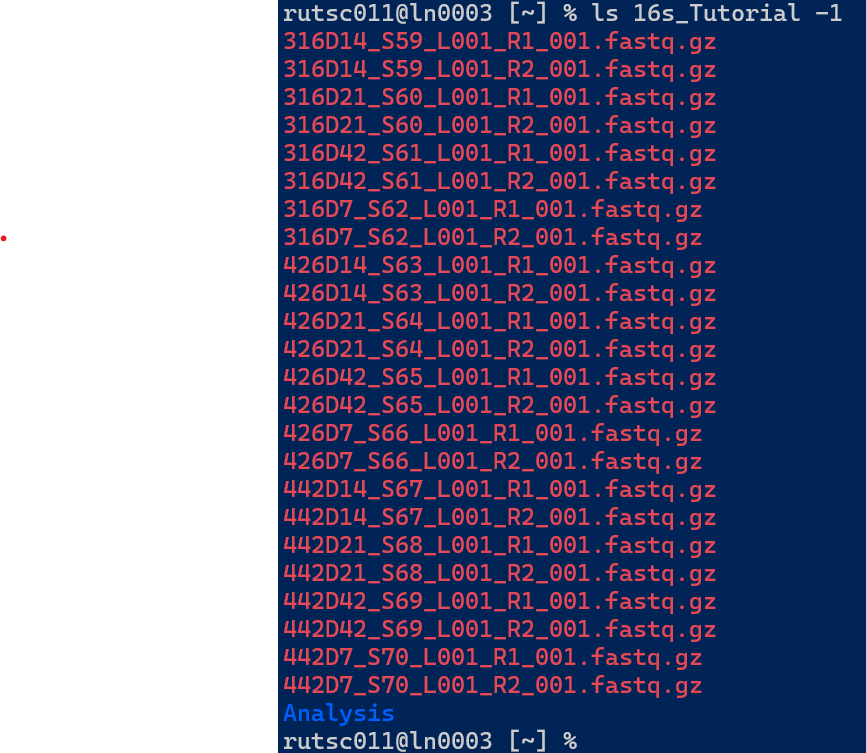 rutsc011@ln0003 [~] % ls 16s_Tutorial -1
316D14_S59_L001_R1_001.fastq.gz
316D14_S59_L001_R2_001.fastq.gz
316D21_S60_L001_R1_001.fastq.gz
316D21_S60_L001_R2_001.fastq.gz
316D42_S61_L001_R1_001.fastq.gz
316D42_S61_L001_R2_001.fastq.gz
316D7_S62_L001_R1_001.fastq.gz
316D7_S62_L001_R2_001.fastq.gz
426D14_S63_L001_R1_001.fastq.gz
426D14_S63_L001_R2_001.fastq.gz
426D21_S64_L001_R1_001.fastq.gz
426D21_S64_L001_R2_001.fastq.gz
426D42_S65_L001_R1_001.fastq.gz
426D42_S65_L001_R2_001.fastq.gz
426D7_S66_L001_R1_001.fastq.gz
426D7_S66_L001_R2_001.fastq.gz
442D14_S67_L001_R1_001.fastq.gz
442D14_S67_L001_R2_001.fastq.gz
442D21_S68_L001_R1_001.fastq.gz
442D21_S68_L001_R2_001.fastq.gz
442D42_S69_L001_R1_001.fastq.gz
442D42_S69_L001_R2_001.fastq.gz
442D7_S70_L001_R1_001.fastq.gz
442D7_S70_L001_R2_001.fastq.gz
Analysis
rutsc011@ln0003 [~] %